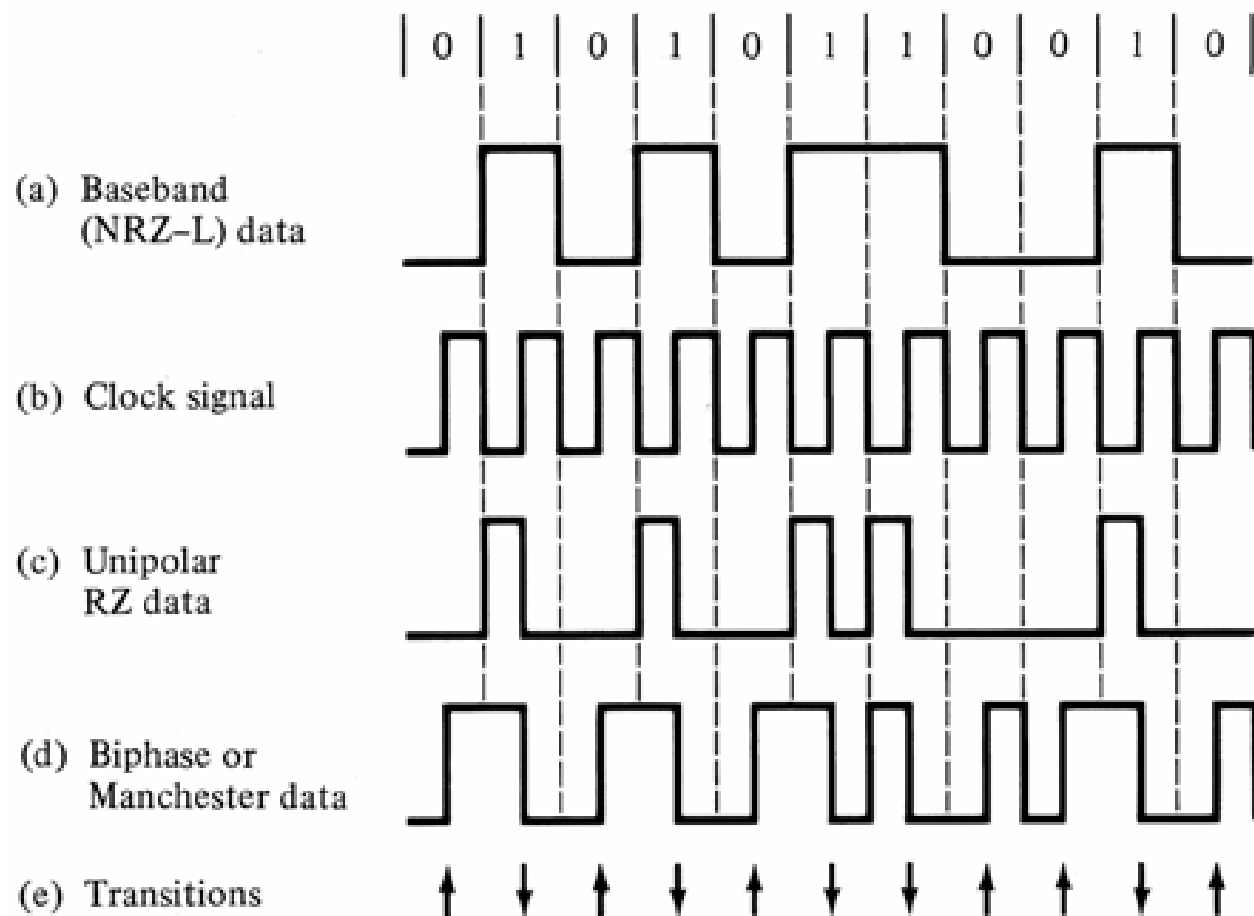 0 1 0 1 0 1 1 0 0 1 0
(a) Baseband
(NRZ–L) data
(b) Clock signal
(c) Unipolar
RZ data
(d) Biphase or
Manchester data
(e) Transitions